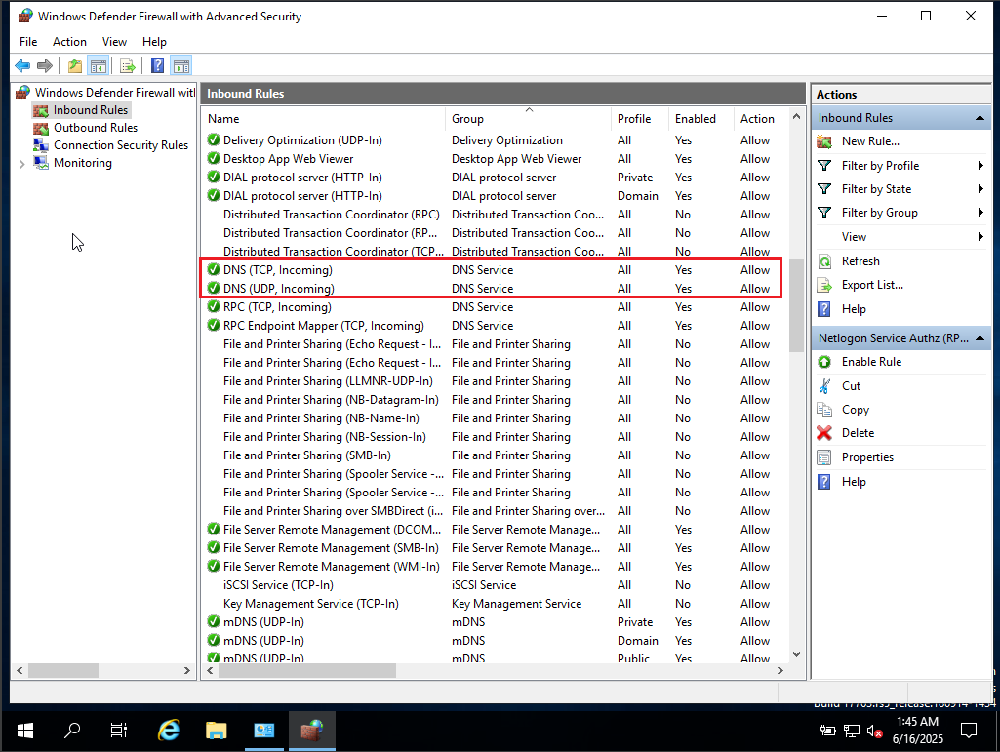 Windows Defender Firewall with Advanced Security
File Action View Help
Windows Defender Firewall wit
Inbound Rules
Outbound Rules
Connection Security Rules
Monitoring
Inbound Rules
Name Group Profile Enabled Action
Delivery Optimization (UDP-In) Delivery Optimization All Yes Allow
Desktop App Web Viewer Desktop App Web Viewer All Yes Allow
DIAL protocol server (HTTP-In) DIAL protocol server Private Yes Allow
DIAL protocol server (HTTP-In) DIAL protocol server Domain Yes Allow
Distributed Transaction Coordinator (RPC) Distributed Transaction Coo... All No Allow
Distributed Transaction Coordinator (RP... Distributed Transaction Coo... All No Allow
Distributed Transaction Coordinator (TCP... Distributed Transaction Coo... All No Allow
DNS (TCP, Incoming) DNS Service All Yes Allow
DNS (UDP, Incoming) DNS Service All Yes Allow
RPC (TCP, Incoming) DNS Service All Yes Allow
RPC Endpoint Mapper (TCP, Incoming) DNS Service All Yes Allow
File and Printer Sharing (Echo Request - I... File and Printer Sharing All No Allow
File and Printer Sharing (Echo Request - I... File and Printer Sharing All No Allow
File and Printer Sharing (LLMNR-UDP-In) File and Printer Sharing All No Allow
File and Printer Sharing (NB-Datagram-In) File and Printer Sharing All No Allow
File and Printer Sharing (NB-Name-In) File and Printer Sharing All No Allow
File and Printer Sharing (NB-Session-In) File and Printer Sharing All No Allow
File and Printer Sharing (SMB-In) File and Printer Sharing All No Allow
File and Printer Sharing (Spooler Service -... File and Printer Sharing All No Allow
File and Printer Sharing (Spooler Service -... File and Printer Sharing All No Allow
File and Printer Sharing over SMBDirect (i... File and Printer Sharing over... All No Allow
File Server Remote Management (DCOM... File Server Remote Manage... All Yes Allow
File Server Remote Management (SMB-In) File Server Remote Manage... All Yes Allow
File Server Remote Management (WMI-In) File Server Remote Manage... All Yes Allow
iSCSI Service (TCP-In) iSCSI Service All No Allow
Key Management Service (TCP-In) Key Management Service All No Allow
mDNS (UDP-In) mDNS Private Yes Allow
mDNS (UDP-In) mDNS Domain Yes Allow
mDNS (UDP-In) mDNS Public Yes Allow
Actions
Inbound Rules
New Rule...
Filter by Profile
Filter by State
Filter by Group
View
Refresh
Export List...
Help
Netlogon Service Authz (RP...
Enable Rule
Cut
Copy
Delete
Properties
Help
Build 17763.rs5_release.180914-1434
1:45 AM
6/16/2025